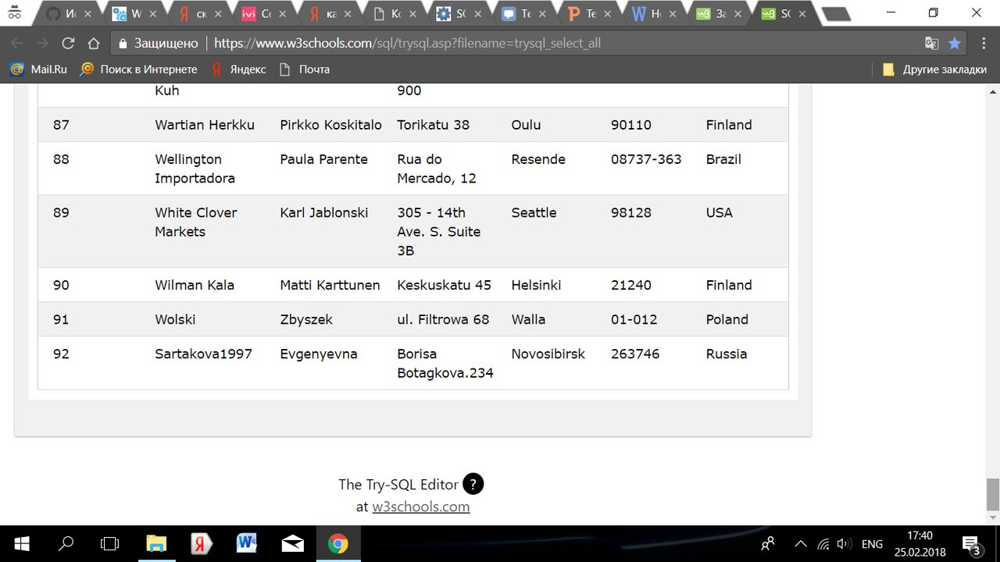 Ис
W
ск
Се
ка
Ко
SC
Те
Те
Но
За
SC
Защищено https://www.w3schools.com/sql/trysql.asp?filename=trysql_select_all
Mail.Ru Поиск в Интернете Яндекс Почта Другие закладки
Kuh 900
87 Wartian Herkku Pirkko Koskitalo Torikatu 38 Oulu 90110 Finland
88 Wellington Paula Parente Rua do Resende 08737-363 Brazil
Importadora Mercado, 12
89 White Clover Karl Jablonski 305 - 14th Seattle 98128 USA
Markets Ave. S. Suite
3B
90 Wilman Kala Matti Karttunen Keskuskatu 45 Helsinki 21240 Finland
91 Wolski Zbyszek ul. Filtrowa 68 Walla 01-012 Poland
92 Sartakova1997 Evgenyevna Borisa Novosibirsk 263746 Russia
Botagkova.234
The Try-SQL Editor ?
at w3schools.com
ENG 17:40
25.02.2018 3